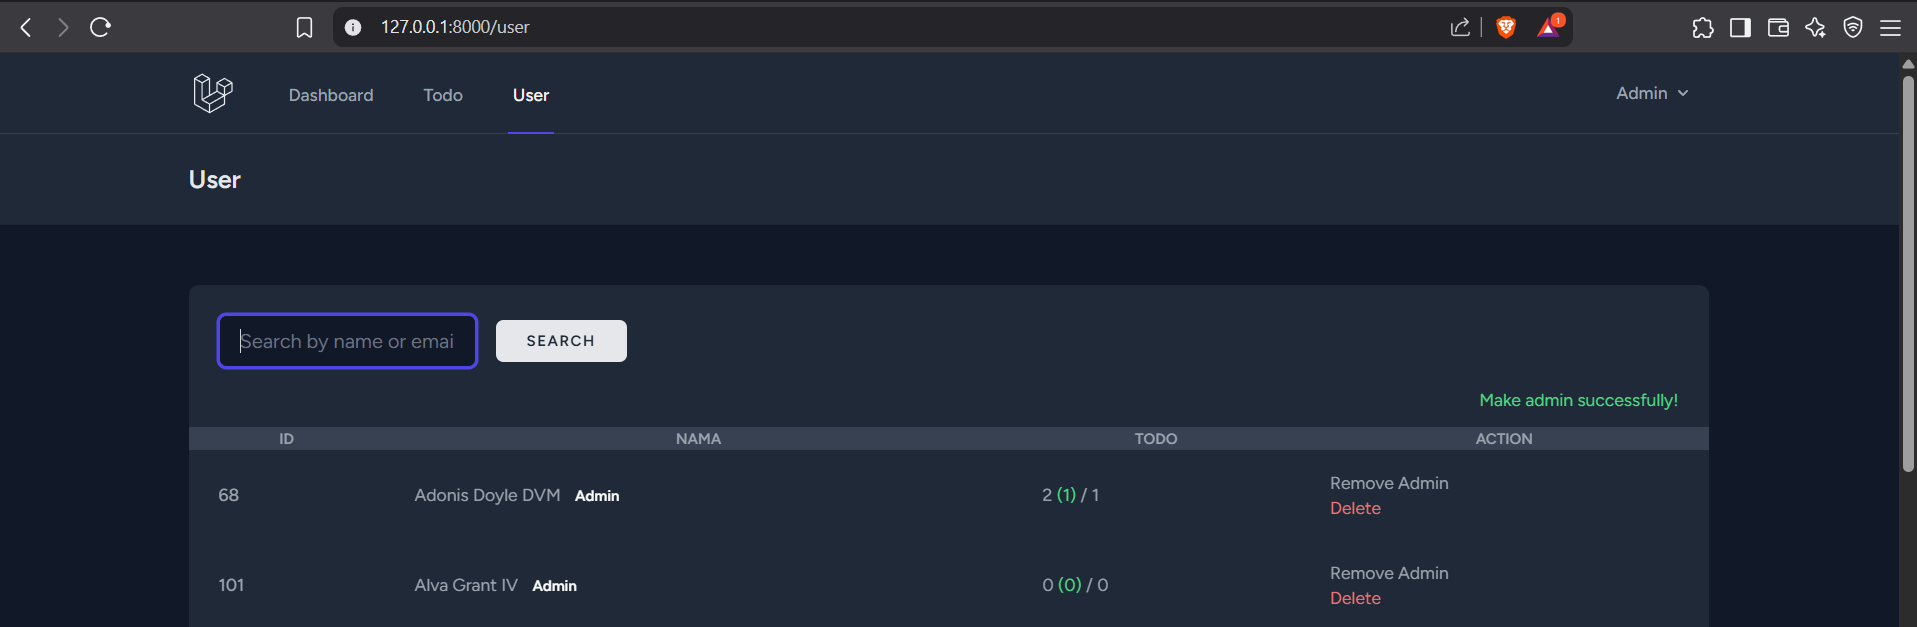 127.0.0.1:8000/user
1
Dashboard Todo User Admin
User
Search by name or emai SEARCH
Make admin successfully!
ID NAMA TODO ACTION
68 Adonis Doyle DVM Admin 2 (1) / 1 Remove Admin
Delete
101 Alva Grant IV Admin 0 (0) / 0 Remove Admin
Delete